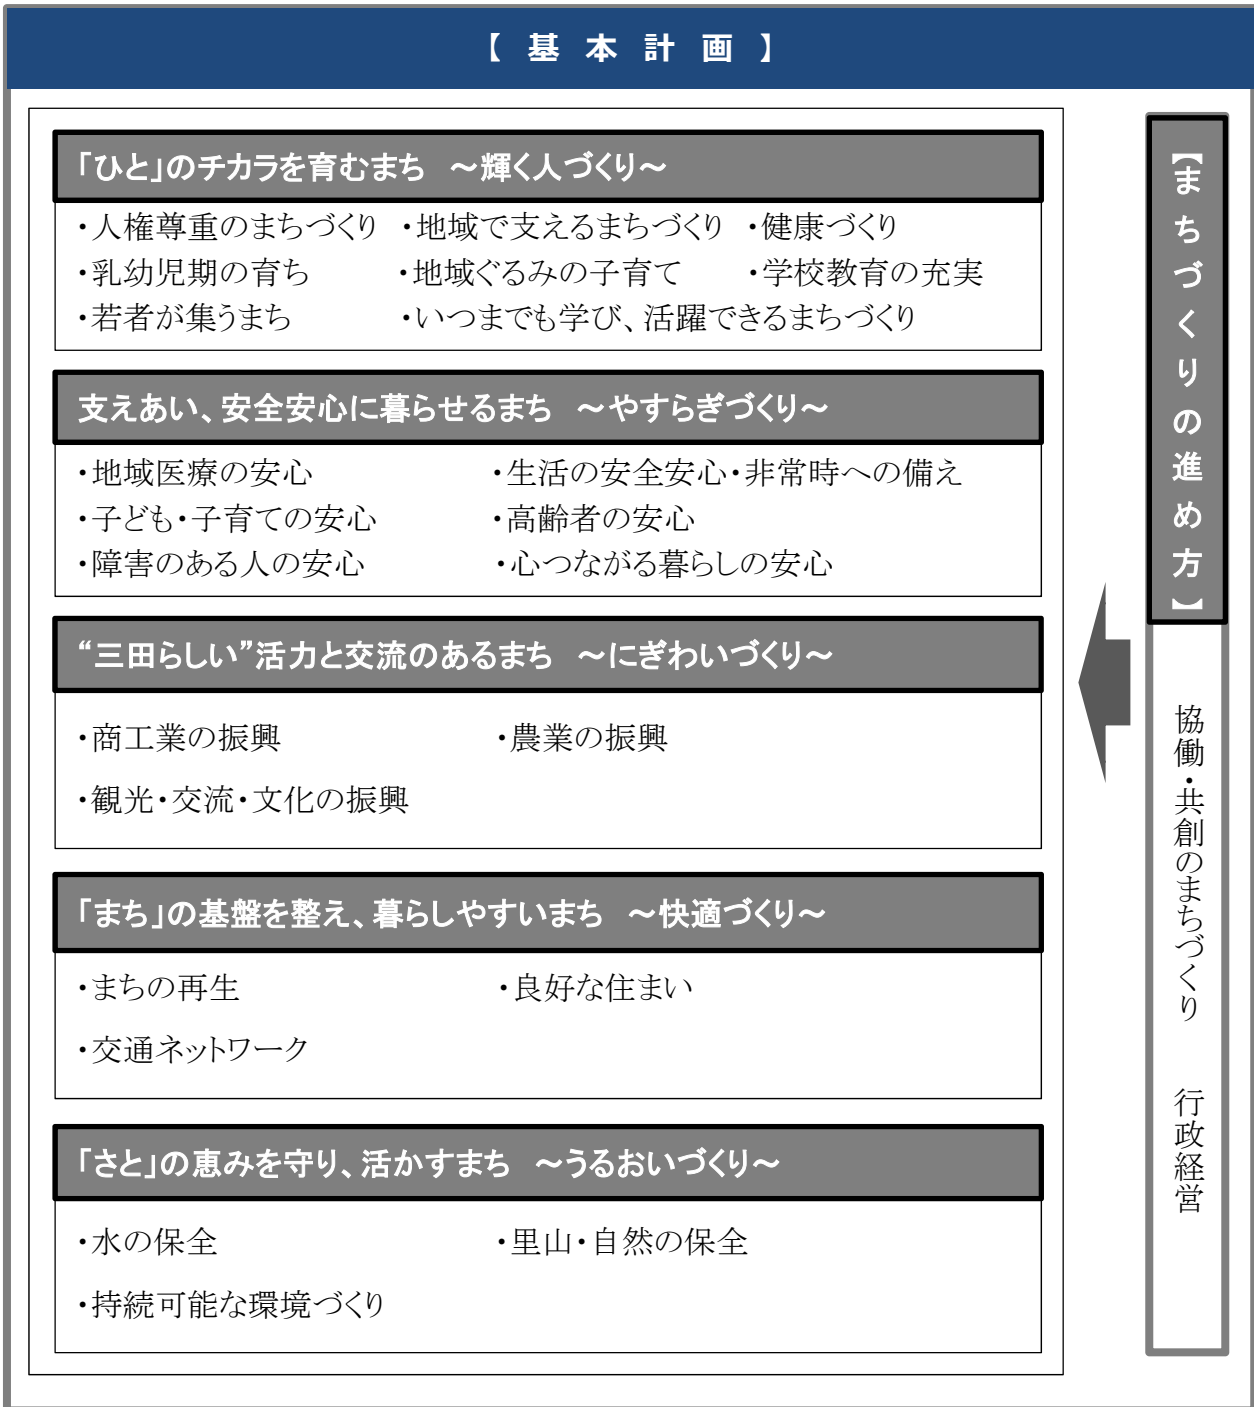 【基本計画】
「ひと」のチカラを育むまち　～輝く人づくり～
・人権尊重のまちづくり　・地域で支えるまちづくり　・健康づくり
・乳幼児期の育ち　・地域ぐるみの子育て　・学校教育の充実
・若者が集うまち　・いつまでも学び、活躍できるまちづくり
支えあい、安全安心に暮らせるまち　～やすらぎづくり～
・地域医療の安心　・生活の安全安心・非常時への備え
・子ども・子育ての安心　・高齢者の安心
・障害のある人の安心　・心つながる暮らしの安心
“三田らしい”活力と交流のあるまち　～にぎわいづくり～
・商工業の振興　・農業の振興
・観光・交流・文化の振興
「まち」の基盤を整え、暮らしやすいまち　～快適づくり～
・まちの再生　・良好な住まい
・交通ネットワーク
「さと」の恵みを守り、活かすまち　～うるおいづくり～
・水の保全　・里山・自然の保全
・持続可能な環境づくり
【まちづくりの進め方】
協働・共創のまちづくり　行政経営